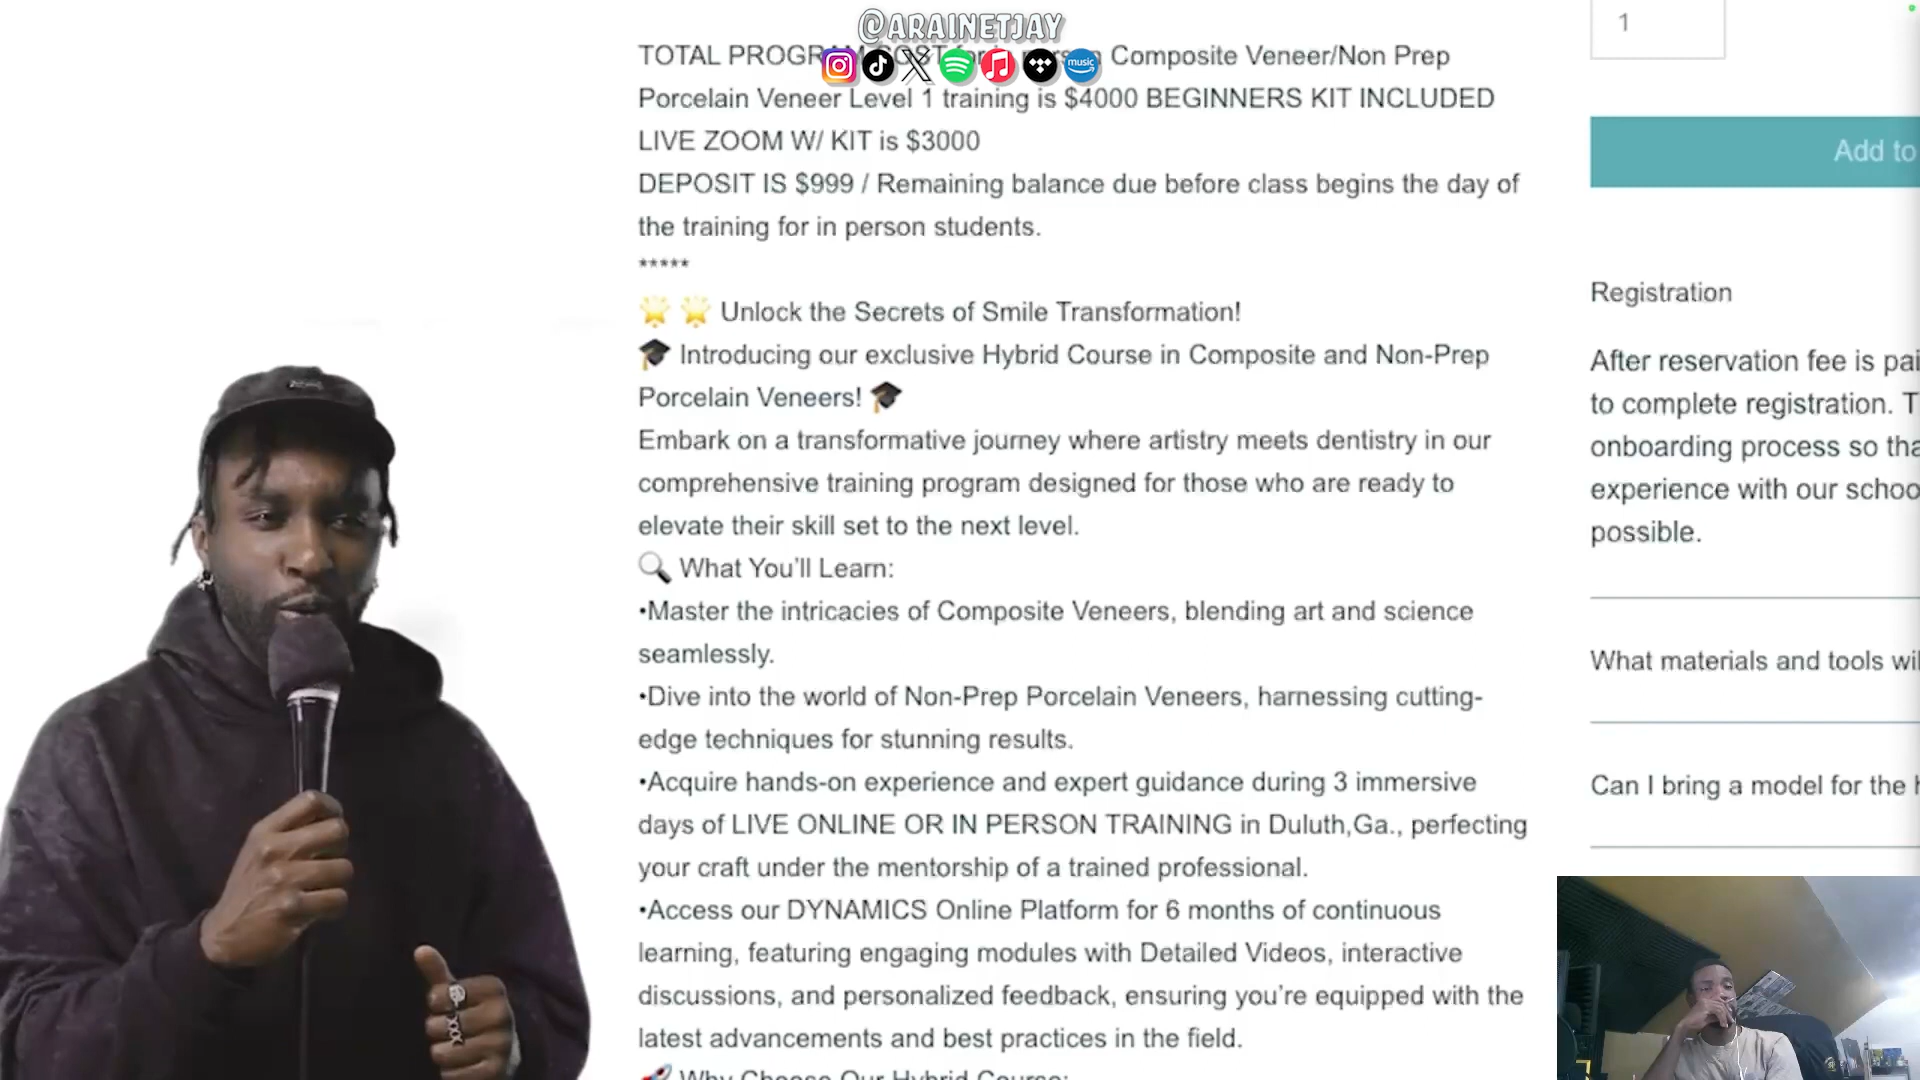 @ARAINETJAY
TOTAL PROGRAM COST Composite Veneer/Non Prep
music
Porcelain Veneer Level 1 training is $4000 BEGINNERS KIT INCLUDED
LIVE ZOOM W/ KIT is $3000
DEPOSIT IS $999 / Remaining balance due before class begins the day of
the training for in person students.
*****
🌟 🌟 Unlock the Secrets of Smile Transformation!
🎓 Introducing our exclusive Hybrid Course in Composite and Non-Prep
Porcelain Veneers! 🎓
Embark on a transformative journey where artistry meets dentistry in our
comprehensive training program designed for those who are ready to
elevate their skill set to the next level.
🔍 What You'll Learn:
•Master the intricacies of Composite Veneers, blending art and science
seamlessly.
•Dive into the world of Non-Prep Porcelain Veneers, harnessing cutting-
edge techniques for stunning results.
•Acquire hands-on experience and expert guidance during 3 immersive
days of LIVE ONLINE OR IN PERSON TRAINING in Duluth,Ga., perfecting
your craft under the mentorship of a trained professional.
•Access our DYNAMICS Online Platform for 6 months of continuous
learning, featuring engaging modules with Detailed Videos, interactive
discussions, and personalized feedback, ensuring you're equipped with the
latest advancements and best practices in the field.
🚀 Why Choose Our Hybrid Course:
1
Add to
Registration
After reservation fee is pai
to complete registration. T
onboarding process so tha
experience with our schoo
possible.
What materials and tools wil
Can I bring a model for the h